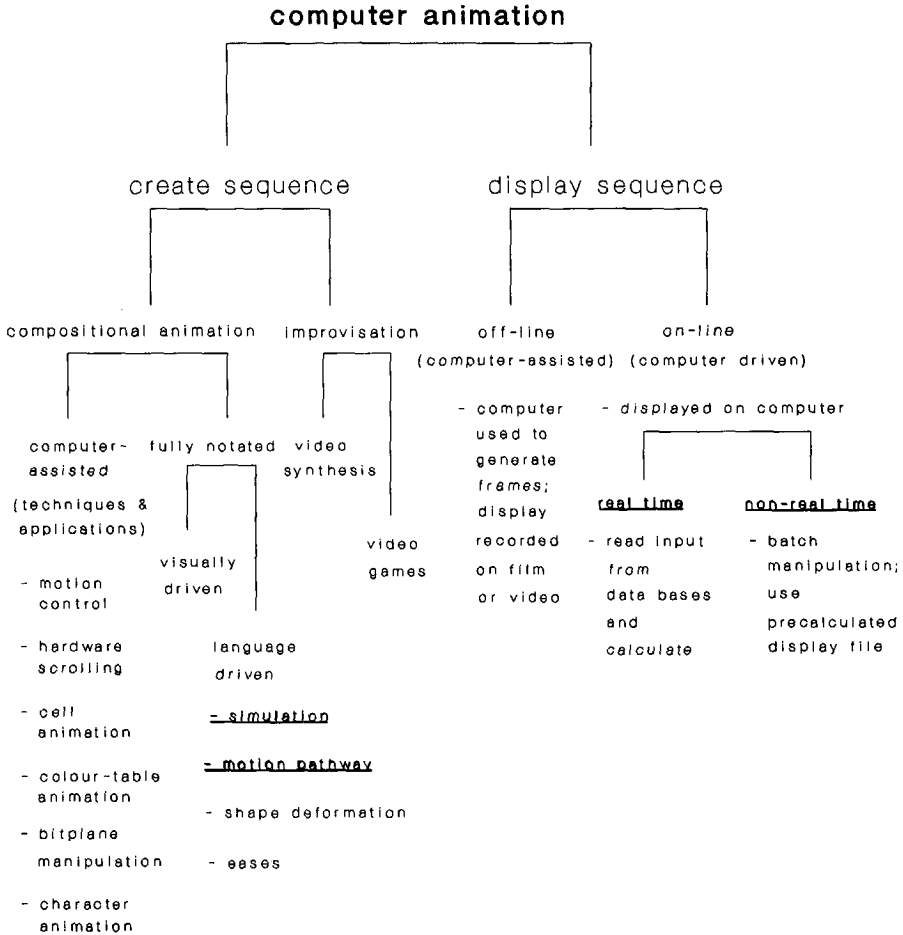 computer animation
create sequence
display sequence
compositional animation
improvisation
off-line
(computer-assisted)
on-line
(computer driven)
computer-
assisted
(techniques &
applications)
- motion
control
- hardware
scrolling
- cell
animation
- colour-table
animation
- bitplane
manipulation
- character
animation
fully notated
visually
driven
language
driven
- simulation
- motion pathway
- shape deformation
- eases
video
synthesis
video
games
- computer
used to
generate
frames;
display
recorded
on film
or video
- displayed on computer
real time
- read input
from
data bases
and
calculate
non-real time
- batch
manipulation;
use
precalculated
display file